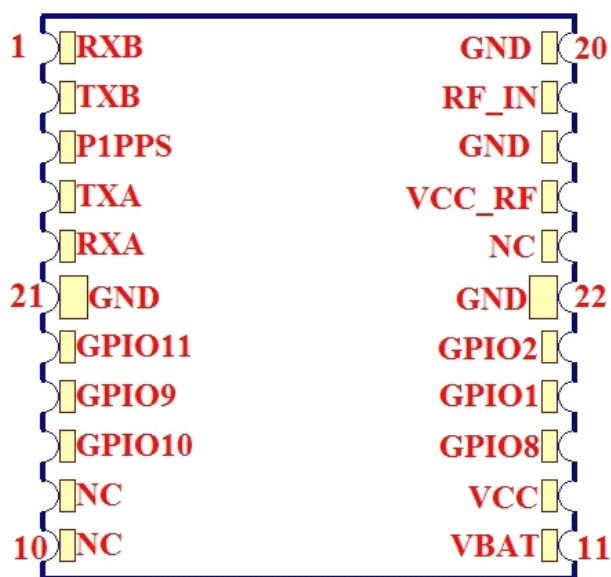 1 RXB GND 20
TXB RF_IN
P1PPS GND
TXA VCC_RF
RXA NC
21 GND GND 22
GPIO11 GPIO2
GPIO9 GPIO1
GPIO10 GPIO8
NC VCC
10 NC VBAT 11